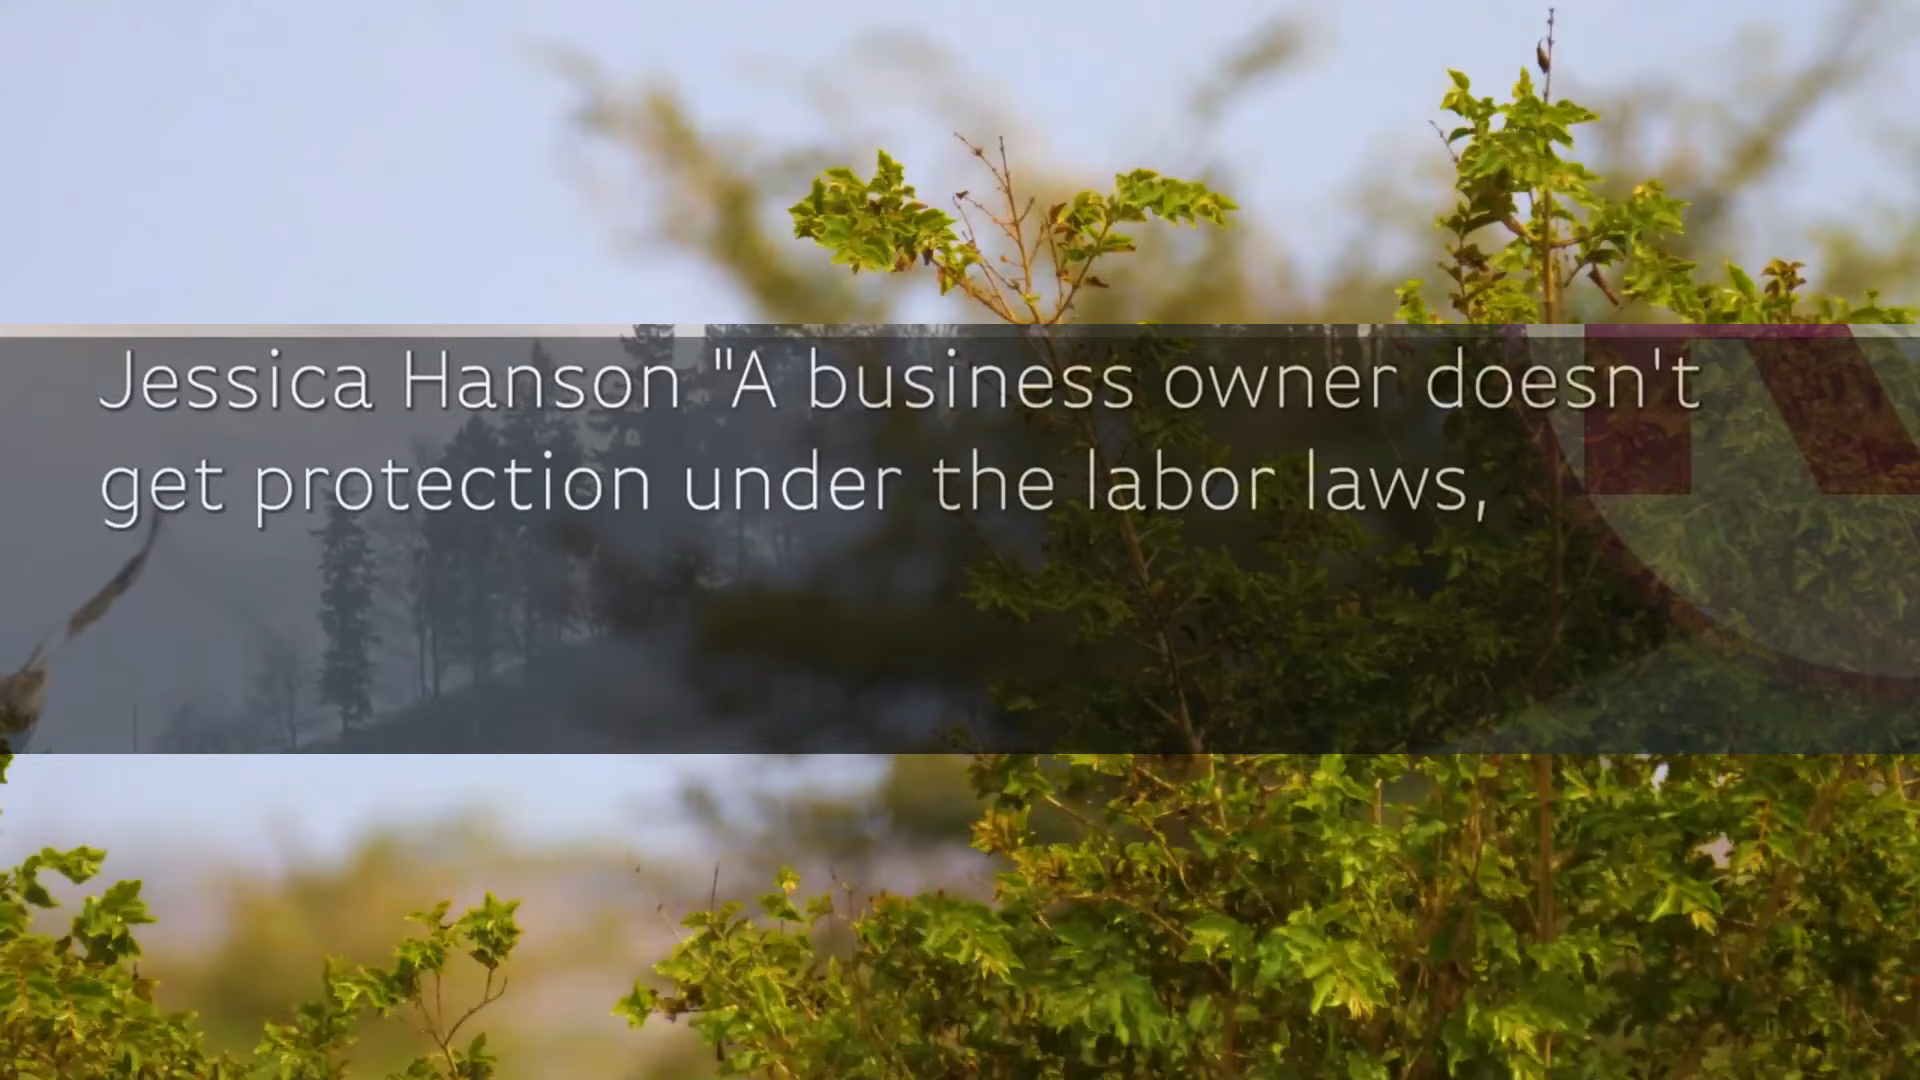 Jessica Hanson "A business owner doesn't
get protection under the labor laws,